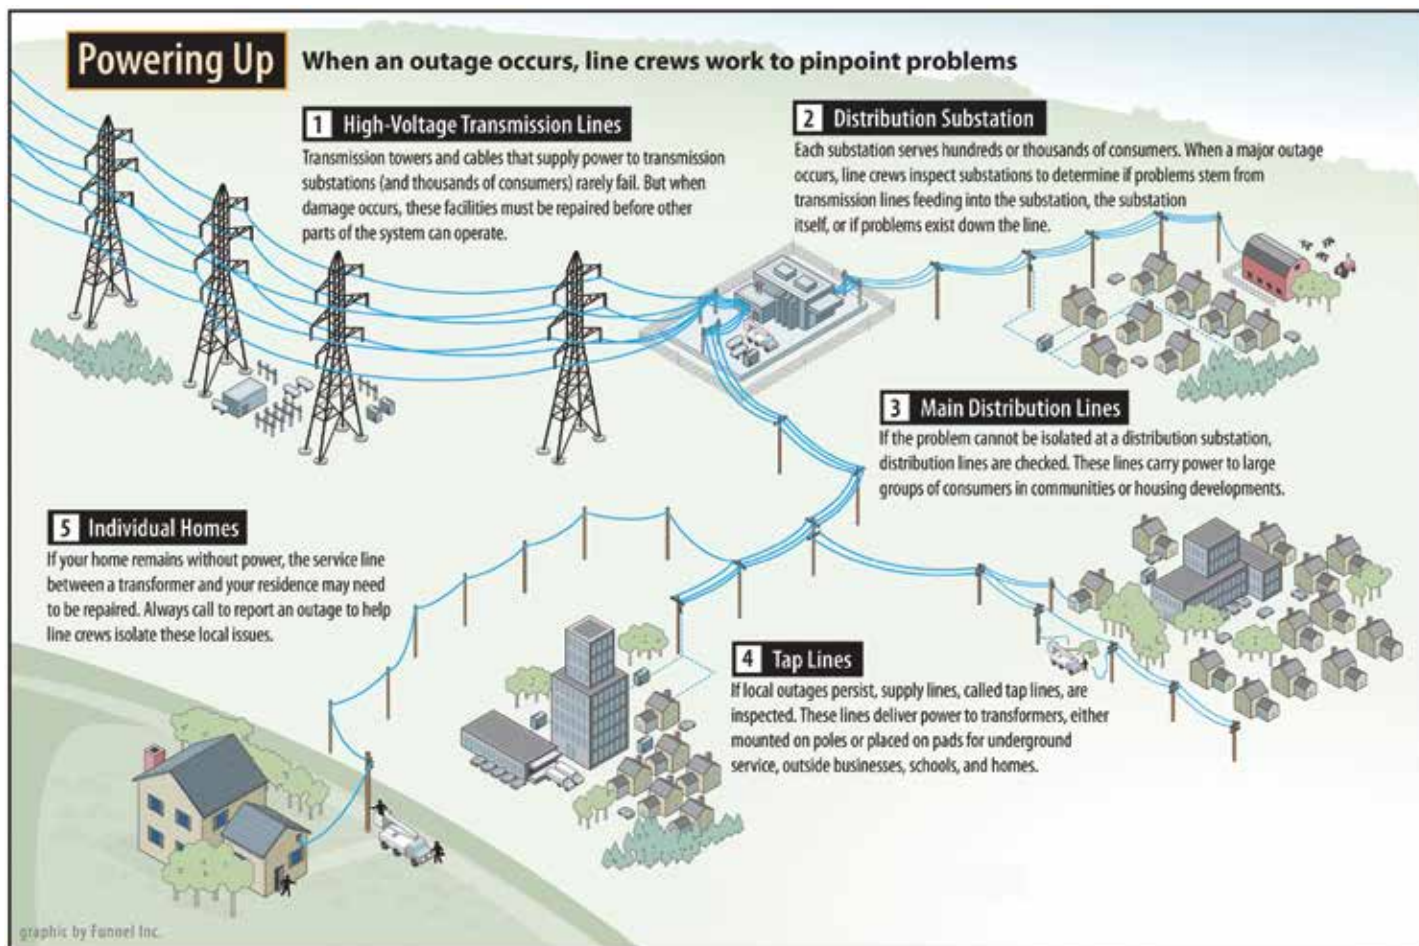 Powering Up
When an outage occurs, line crews work to pinpoint problems
1 High-Voltage Transmission Lines
Transmission towers and cables that supply power to transmission
substations (and thousands of consumers) rarely fail. But when
damage occurs, these facilities must be repaired before other
parts of the system can operate.
2 Distribution Substation
Each substation serves hundreds or thousands of consumers. When a major outage
occurs, line crews inspect substations to determine if problems stem from
transmission lines feeding into the substation, the substation
itself, or if problems exist down the line.
3 Main Distribution Lines
If the problem cannot be isolated at a distribution substation,
distribution lines are checked. These lines carry power to large
groups of consumers in communities or housing developments.
4 Tap Lines
If local outages persist, supply lines, called tap lines, are
inspected. These lines deliver power to transformers, either
mounted on poles or placed on pads for underground
service, outside businesses, schools, and homes.
5 Individual Homes
If your home remains without power, the service line
between a transformer and your residence may need
to be repaired. Always call to report an outage to help
line crews isolate these local issues.
graphic by Funnel Inc.